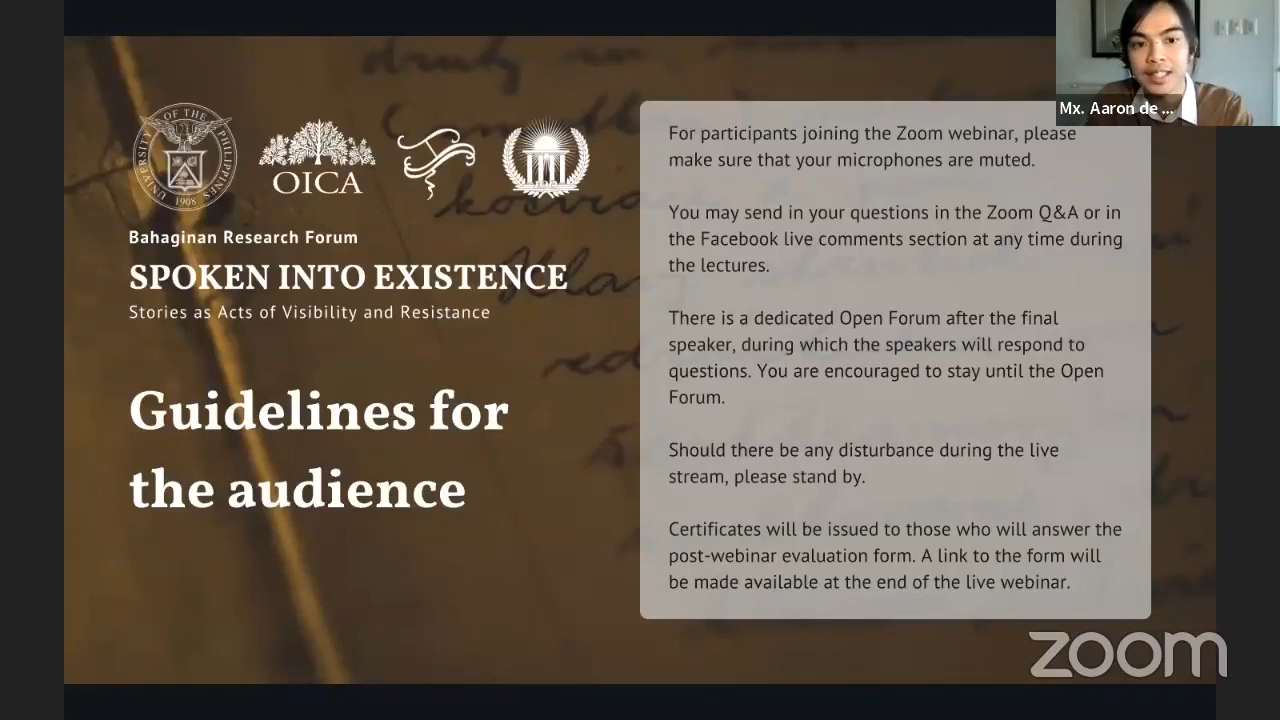 Mx. Aaron de ...
UNIVERSITY OF THE PHILIPPINES
1908
OICA
Bahaginan Research Forum
SPOKEN INTO EXISTENCE
Stories as Acts of Visibility and Resistance
Guidelines for
the audience
For participants joining the Zoom webinar, please
make sure that your microphones are muted.
You may send in your questions in the Zoom Q&A or in
the Facebook live comments section at any time during
the lectures.
There is a dedicated Open Forum after the final
speaker, during which the speakers will respond to
questions. You are encouraged to stay until the Open
Forum.
Should there be any disturbance during the live
stream, please stand by.
Certificates will be issued to those who will answer the
post-webinar evaluation form. A link to the form will
be made available at the end of the live webinar.
zoom